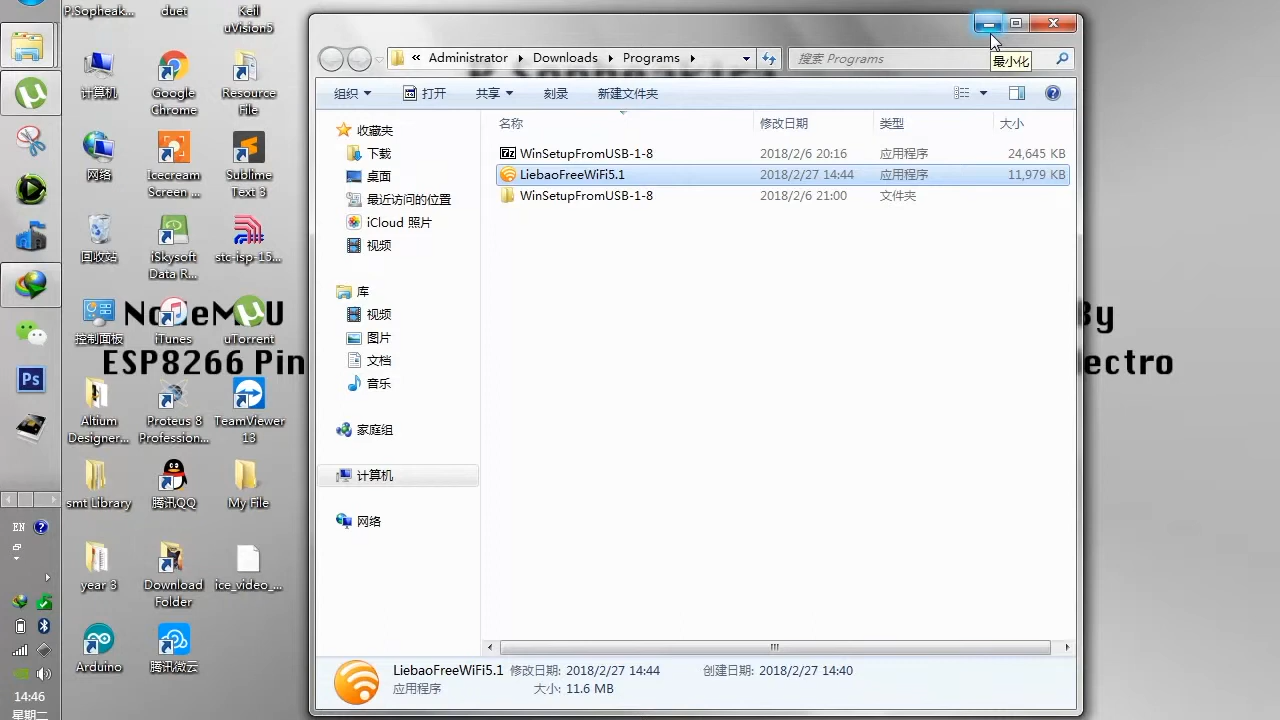 P.Sopheak...
duet
Keil
uVision5
计算机
Google
Chrome
Resource
File
网络
Icecream
Screen ...
Sublime
Text 3
回收站
iSkysoft
Data R...
stc-isp-15...
控制面板
iTunes
uTorrent
Altium
Designer...
Proteus 8
Profession...
TeamViewer
13
smt Library
腾讯QQ
My File
year 3
Download
Folder
ice_video_...
Arduino
腾讯微云
Ps
EN
14:46
星期二
ESP8266 Pin
By
lectro
« Administrator Downloads Programs
搜索 Programs
最小化
组织 打开 共享 刻录 新建文件夹
收藏夹
下载
桌面
最近访问的位置
iCloud 照片
视频
库
视频
图片
文档
音乐
家庭组
计算机
网络
名称 修改日期 类型 大小
WinSetupFromUSB-1-8 2018/2/6 20:16 应用程序 24,645 KB
LiebaoFreeWiFi5.1 2018/2/27 14:44 应用程序 11,979 KB
WinSetupFromUSB-1-8 2018/2/6 21:00 文件夹
LiebaoFreeWiFi5.1 修改日期: 2018/2/27 14:44 创建日期: 2018/2/27 14:40
应用程序 大小: 11.6 MB